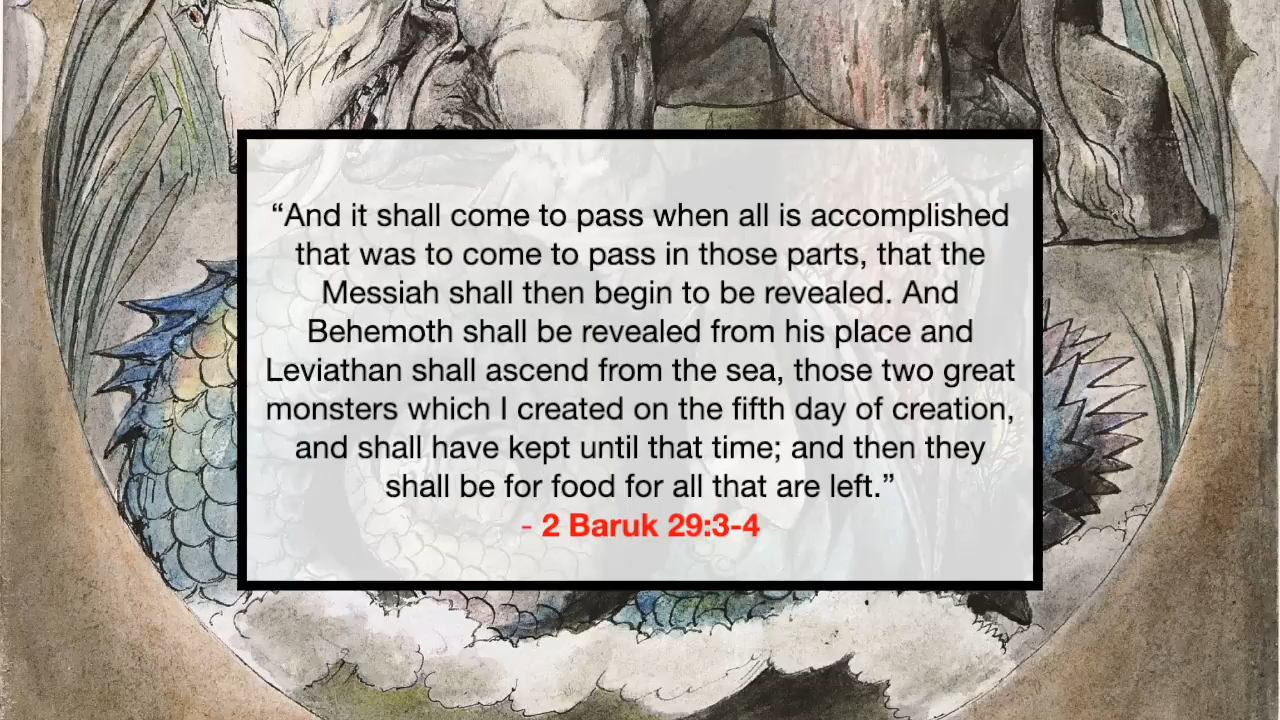 “And it shall come to pass when all is accomplished
that was to come to pass in those parts, that the
Messiah shall then begin to be revealed. And
Behemoth shall be revealed from his place and
Leviathan shall ascend from the sea, those two great
monsters which I created on the fifth day of creation,
and shall have kept until that time; and then they
shall be for food for all that are left.”
- 2 Baruk 29:3-4